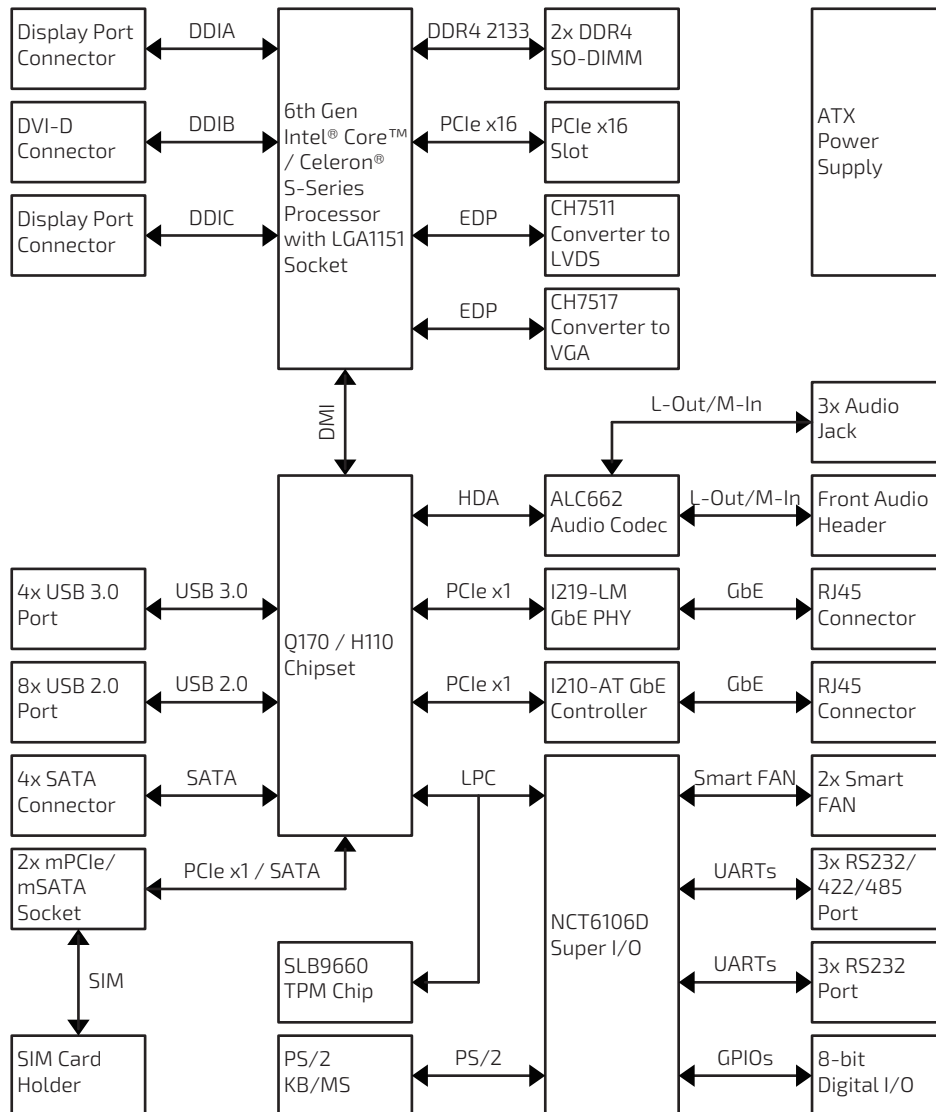 Display Port
Connector
DDIA
DDR4 2133
2x DDR4
SO-DIMM
DVI-D
Connector
DDIB
6th Gen
Intel® Core™
/ Celeron®
S-Series
Processor
with LGA1151
Socket
PCIe x16
PCIe x16
Slot
ATX
Power
Supply
Display Port
Connector
DDIC
EDP
CH7511
Converter to
LVDS
EDP
CH7517
Converter to
VGA
DMI
L-Out/M-In
3x Audio
Jack
HDA
ALC662
Audio Codec
L-Out/M-In
Front Audio
Header
4x USB 3.0
Port
USB 3.0
Q170 / H110
Chipset
PCIe x1
I219-LM
GbE PHY
GbE
RJ45
Connector
8x USB 2.0
Port
USB 2.0
PCIe x1
I210-AT GbE
Controller
GbE
RJ45
Connector
4x SATA
Connector
SATA
LPC
Smart FAN
2x Smart
FAN
2x mPCIe/
mSATA
Socket
PCIe x1 / SATA
NCT6106D
Super I/O
UARTs
3x RS232/
422/485
Port
SIM
SLB9660
TPM Chip
UARTs
3x RS232
Port
SIM Card
Holder
PS/2
KB/MS
PS/2
GPIOs
8-bit
Digital I/O